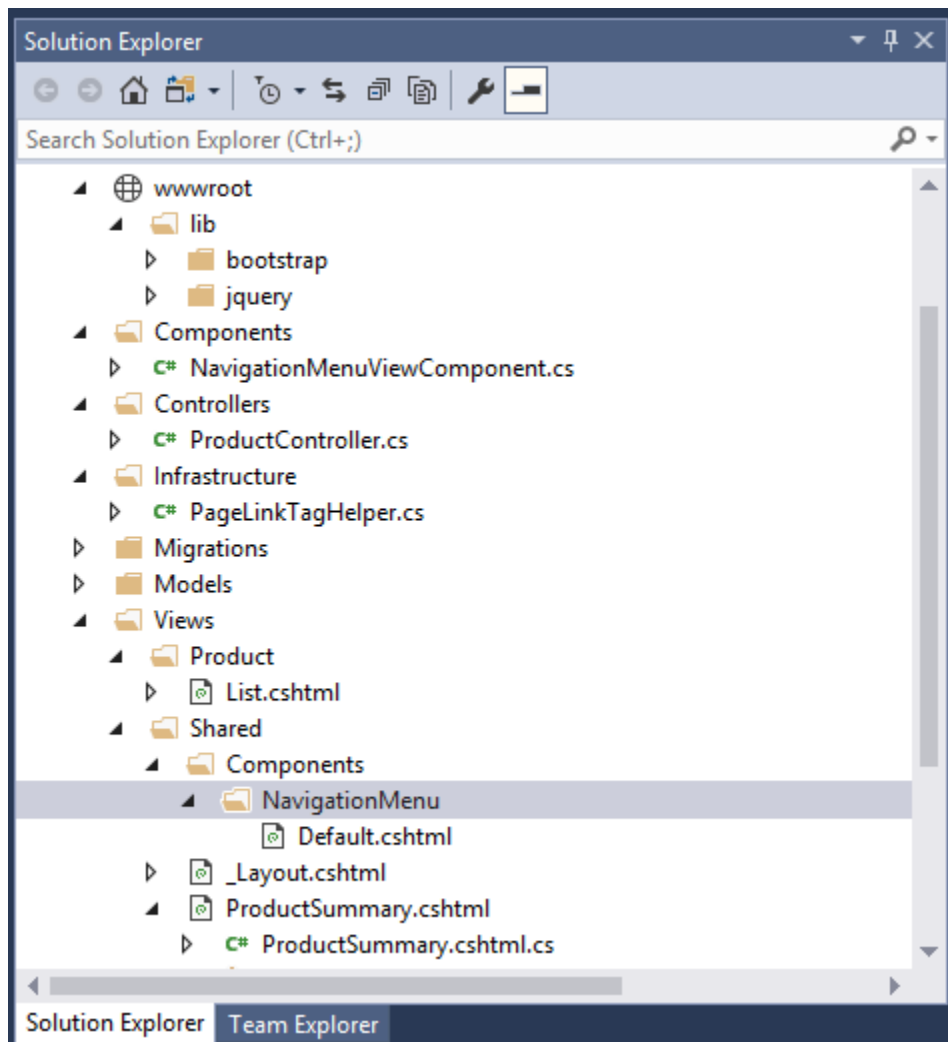 Solution Explorer
Search Solution Explorer (Ctrl+;)
wwwroot
lib
bootstrap
jquery
Components
C# NavigationMenuViewComponent.cs
Controllers
C# ProductController.cs
Infrastructure
C# PageLinkTagHelper.cs
Migrations
Models
Views
Product
List.cshtml
Shared
Components
NavigationMenu
Default.cshtml
_Layout.cshtml
ProductSummary.cshtml
C# ProductSummary.cshtml.cs
Solution Explorer Team Explorer